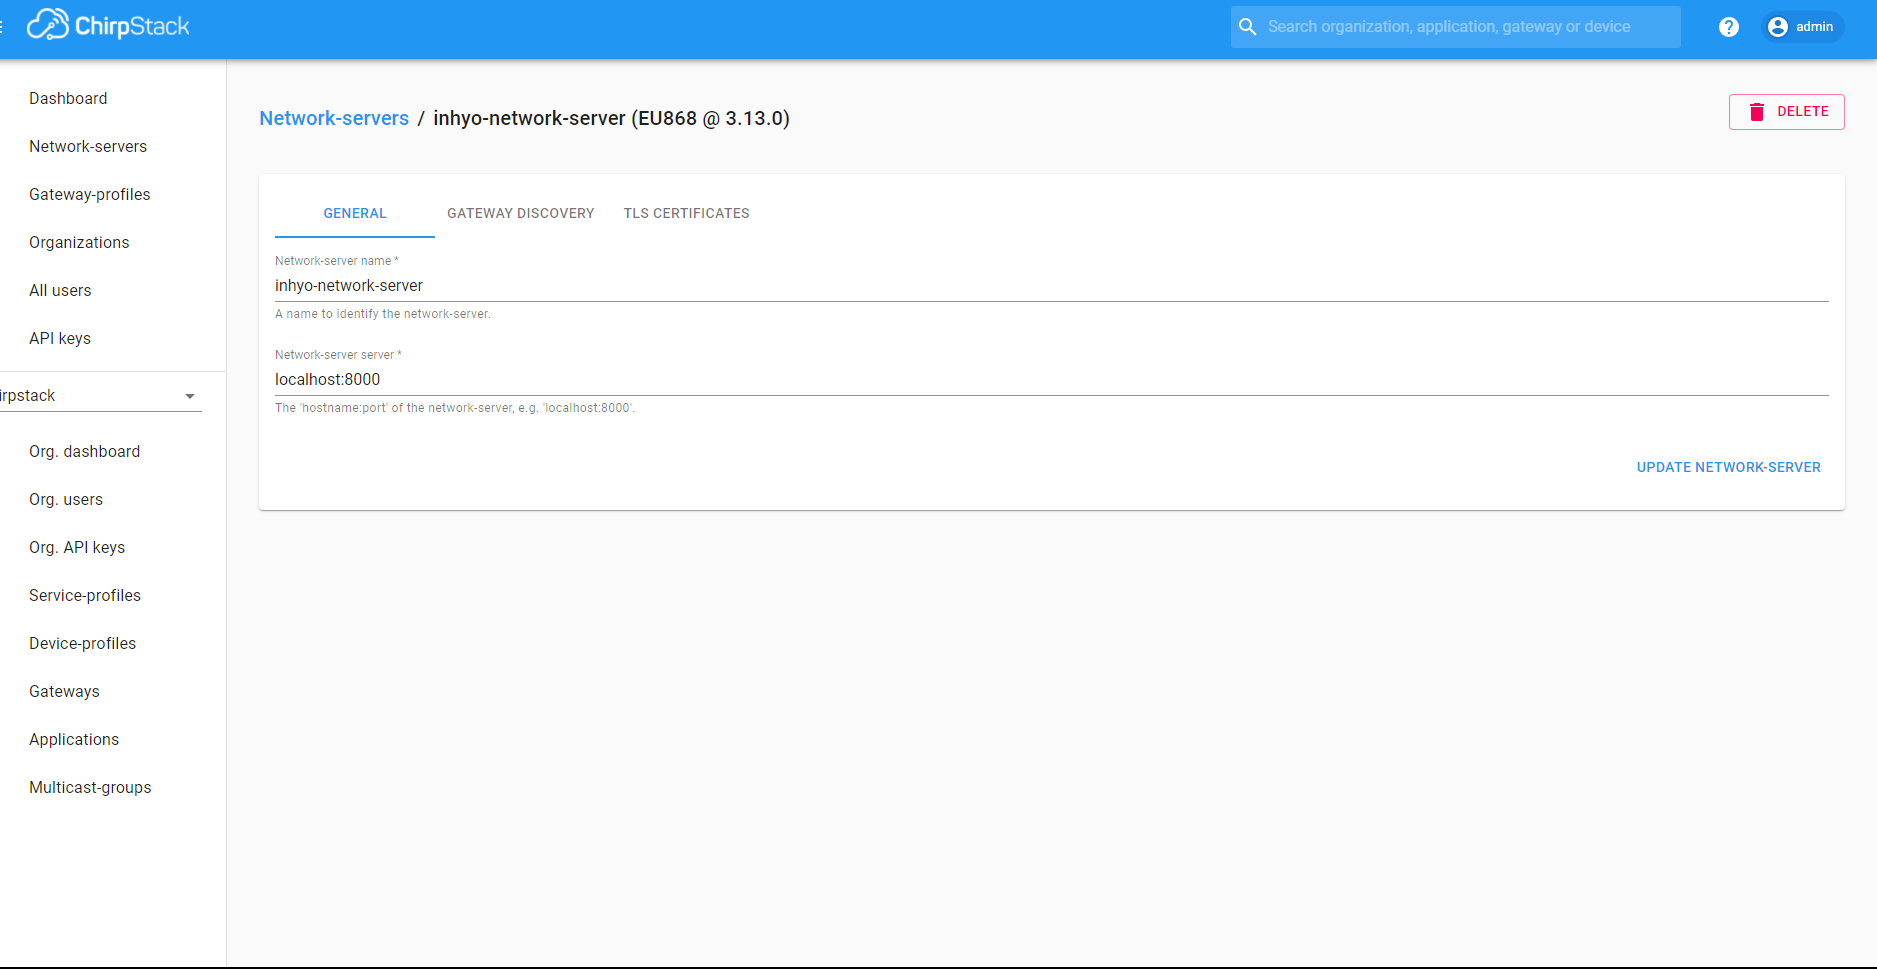 ChirpStack
Search organization, application, gateway or device
? admin
Dashboard
Network-servers
Gateway-profiles
Organizations
All users
API keys
irpstack
Org. dashboard
Org. users
Org. API keys
Service-profiles
Device-profiles
Gateways
Applications
Multicast-groups
Network-servers / inhyo-network-server (EU868 @ 3.13.0)
DELETE
GENERAL GATEWAY DISCOVERY TLS CERTIFICATES
Network-server name *
inhyo-network-server
A name to identify the network-server.
Network-server server *
localhost:8000
The 'hostname:port' of the network-server, e.g. 'localhost:8000'.
UPDATE NETWORK-SERVER